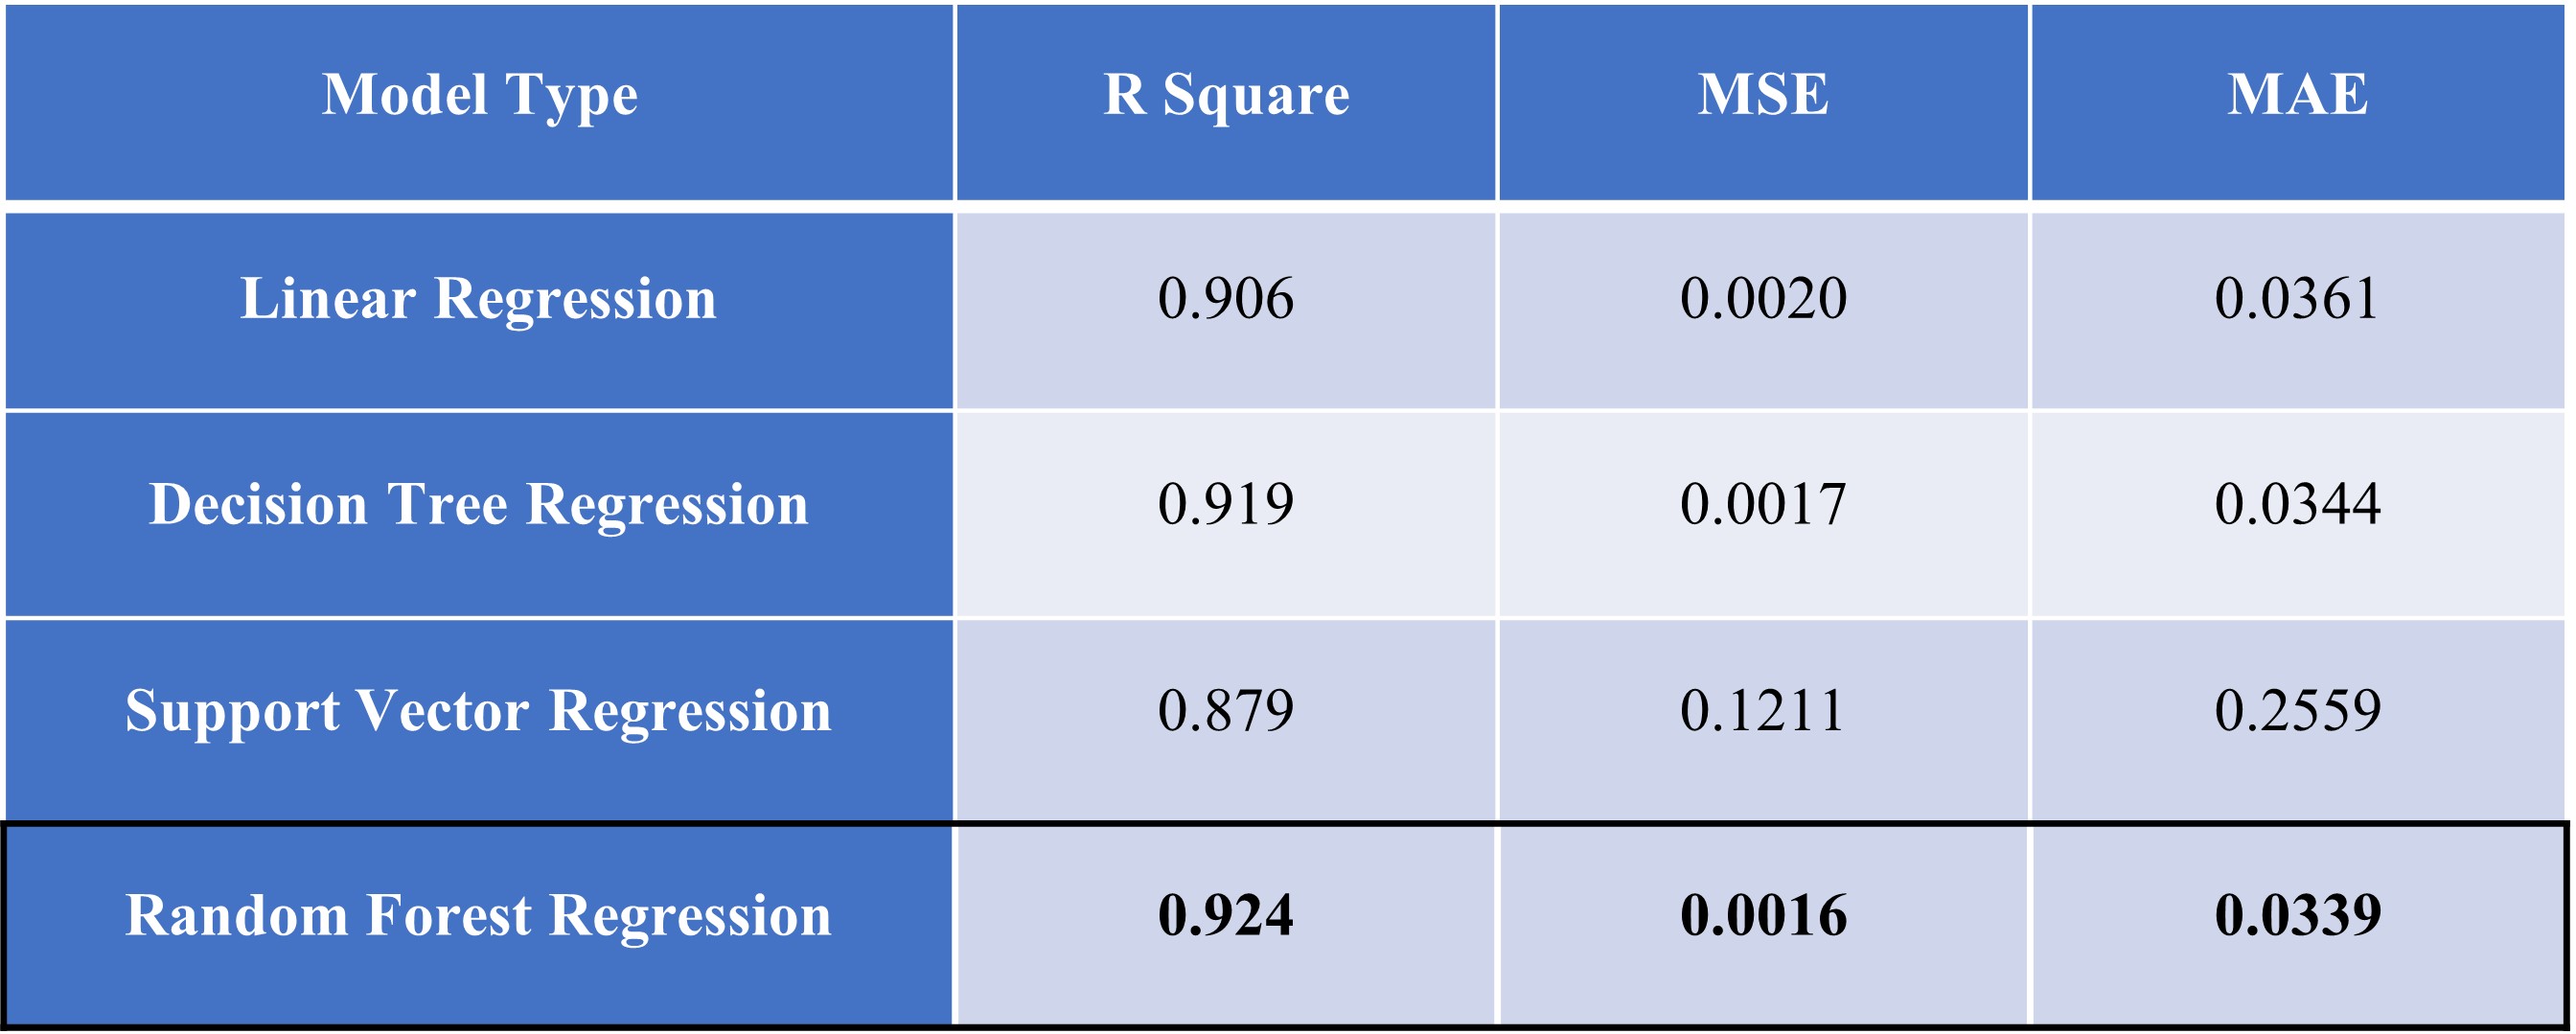 Model Type R Square MSE MAE
Linear Regression 0.906 0.0020 0.0361
Decision Tree Regression 0.919 0.0017 0.0344
Support Vector Regression 0.879 0.1211 0.2559
Random Forest Regression 0.924 0.0016 0.0339